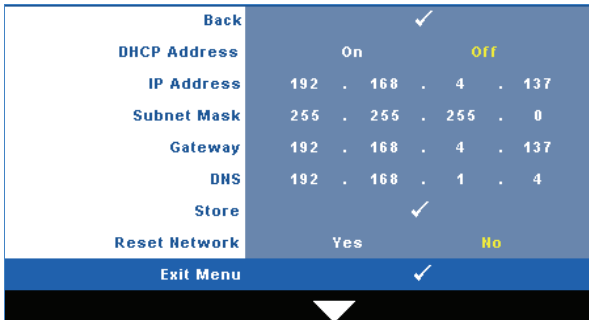 Back ✓
DHCP Address On Off
IP Address 192 . 168 . 4 . 137
Subnet Mask 255 . 255 . 255 . 0
Gateway 192 . 168 . 4 . 137
DNS 192 . 168 . 1 . 4
Store ✓
Reset Network Yes No
Exit Menu ✓